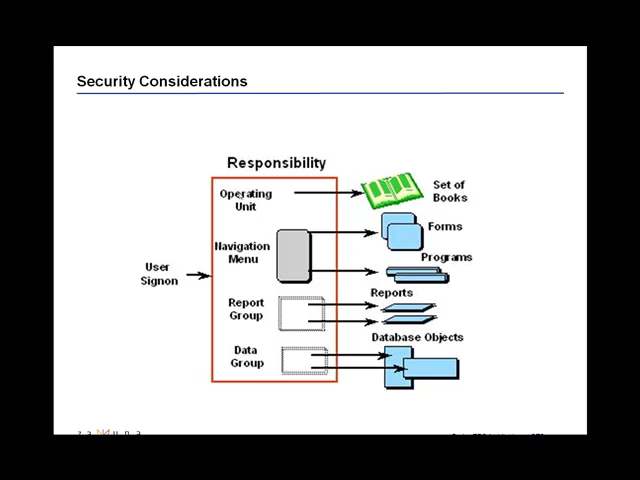 Security Considerations
Responsibility
Operating
Unit
Set of
Books
Navigation
Menu
Forms
Programs
User
Signon
Report
Group
Reports
Data
Group
Database Objects